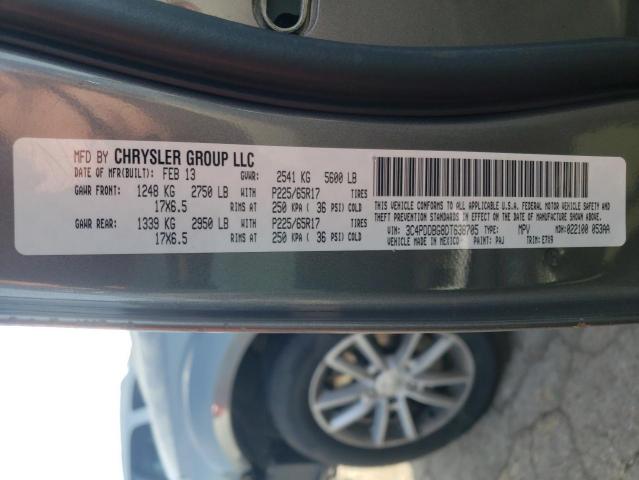 MFD BY CHRYSLER GROUP LLC
DATE OF MFR(BUILT): FEB 13 GVWR: 2541 KG 5600 LB
GAWR FRONT: 1248 KG 2750 LB WITH P225/65R17 TIRES
17X6.5 RIMS AT 250 KPA ( 36 PSI) COLD
GAWR REAR: 1339 KG 2950 LB WITH P225/65R17 TIRES
17X6.5 RIMS AT 250 KPA ( 36 PSI) COLD
THIS VEHICLE CONFORMS TO ALL APPLICABLE U.S.A. FEDERAL MOTOR VEHICLE SAFETY AND
THEFT PREVENTION STANDARDS IN EFFECT ON THE DATE OF MANUFACTURE SHOWN ABOVE.
VIN: 3C4PDDBG8DT638705 TYPE: MPV MDH: 022100 053AA
VEHICLE MADE IN MEXICO PAINT: PAJ TRIM: E7X9